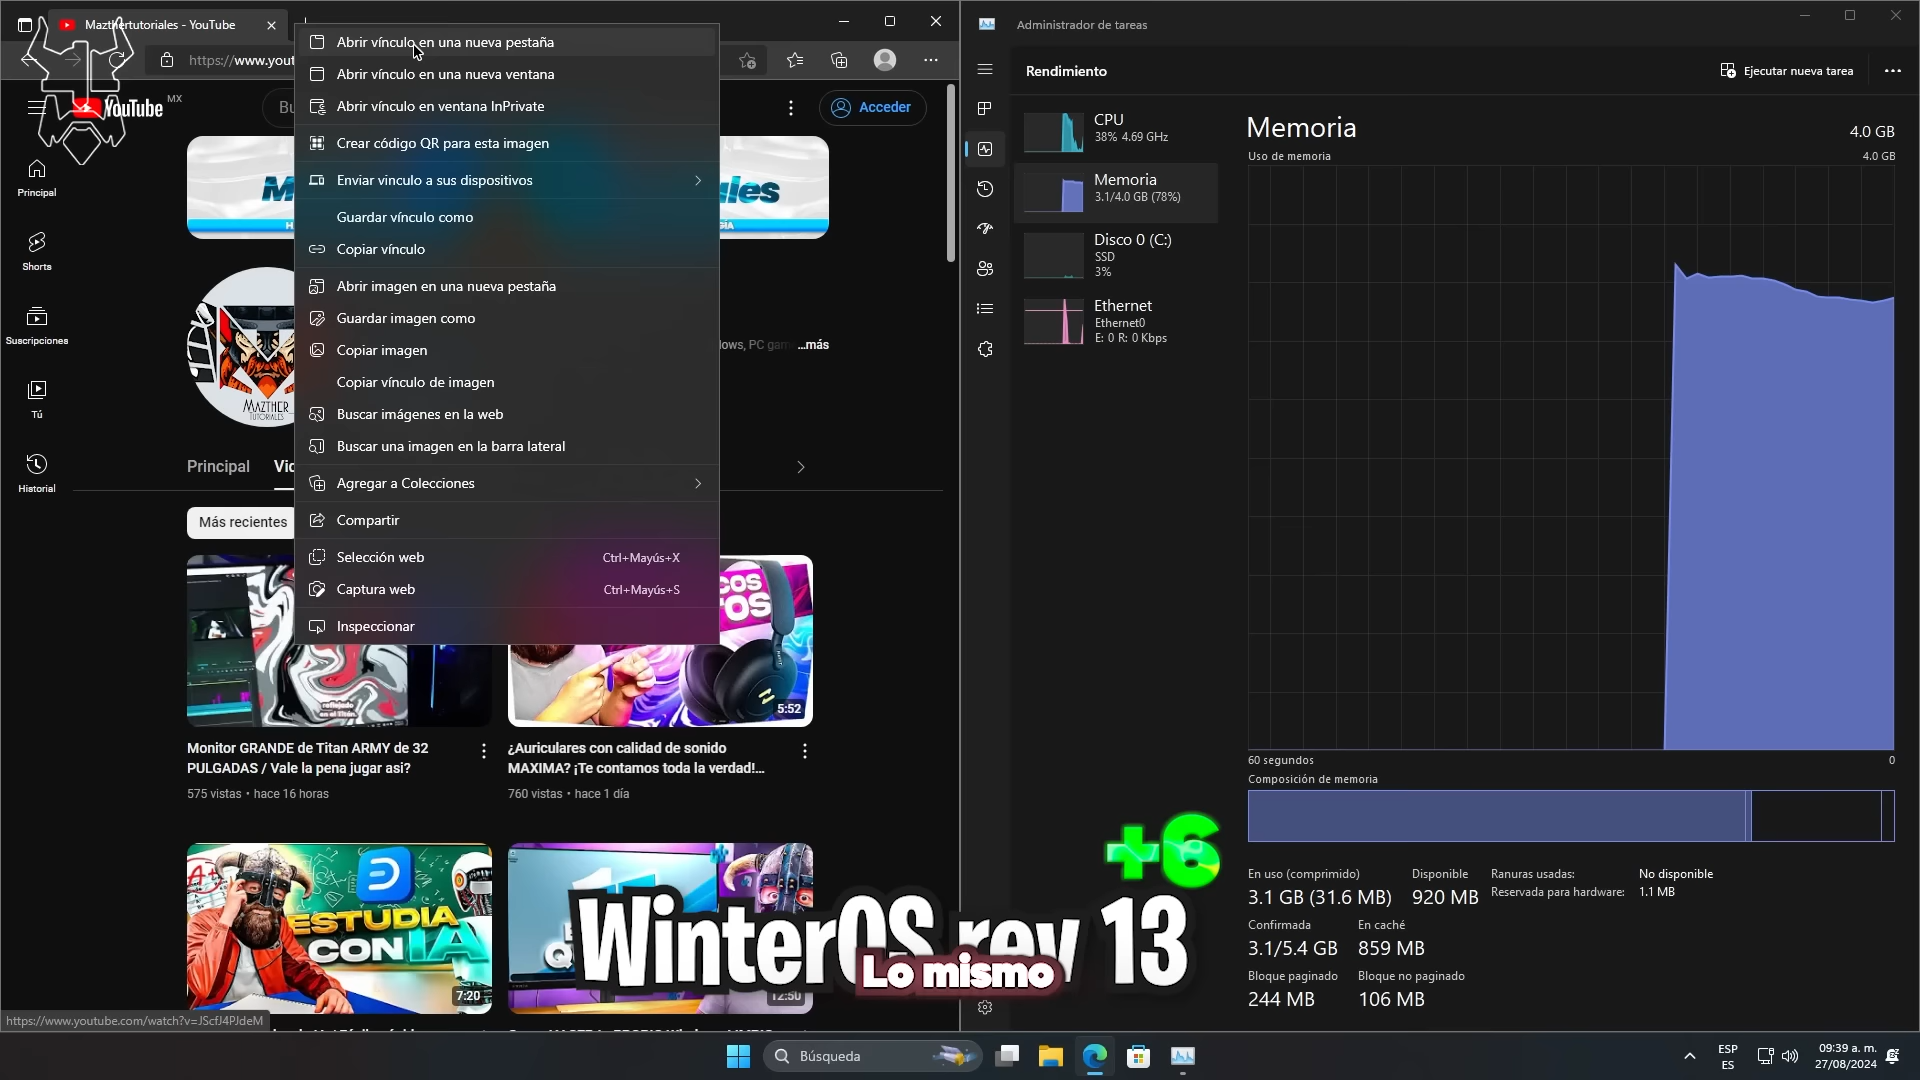 Mazthertutoriales - YouTube
https://www.yout
YouTube MX
Bu
Acceder
Principal
Shorts
Suscripciones
Tú
Historial
Abrir vínculo en una nueva pestaña
Abrir vínculo en una nueva ventana
Abrir vínculo en ventana InPrivate
Crear código QR para esta imagen
Enviar vínculo a sus dispositivos
Guardar vínculo como
Copiar vínculo
Abrir imagen en una nueva pestaña
Guardar imagen como
Copiar imagen
Copiar vínculo de imagen
Buscar imágenes en la web
Buscar una imagen en la barra lateral
Agregar a Colecciones
Compartir
Selección web Ctrl+Mayús+X
Captura web Ctrl+Mayús+S
Inspeccionar
MAZTHER
TUTORIALES
...más
Principal
Más recientes
5:52
Monitor GRANDE de Titan ARMY de 32
PULGADAS / Vale la pena jugar asi?
575 vistas • hace 16 horas
¿Auriculares con calidad de sonido
MAXIMA? ¡Te contamos toda la verdad!...
760 vistas • hace 1 día
ESTUDIA
CON IA
7:20
12:50
https://www.youtube.com/watch?v=JScfJ4PJdeM
Administrador de tareas
Rendimiento
Ejecutar nueva tarea
CPU
38% 4.69 GHz
Memoria
3.1/4.0 GB (78%)
Disco 0 (C:)
SSD
3%
Ethernet
Ethernet0
E: 0 R: 0 Kbps
Memoria
4.0 GB
Uso de memoria
4.0 GB
60 segundos
0
Composición de memoria
En uso (comprimido)
3.1 GB (31.6 MB)
Disponible
920 MB
Ranuras usadas: No disponible
Reservada para hardware: 1.1 MB
Confirmada
3.1/5.4 GB
En caché
859 MB
Bloque paginado
244 MB
Bloque no paginado
106 MB
+6
WinterOS rev 13
Lo mismo
Búsqueda
ESP
ES
09:39 a. m.
27/08/2024